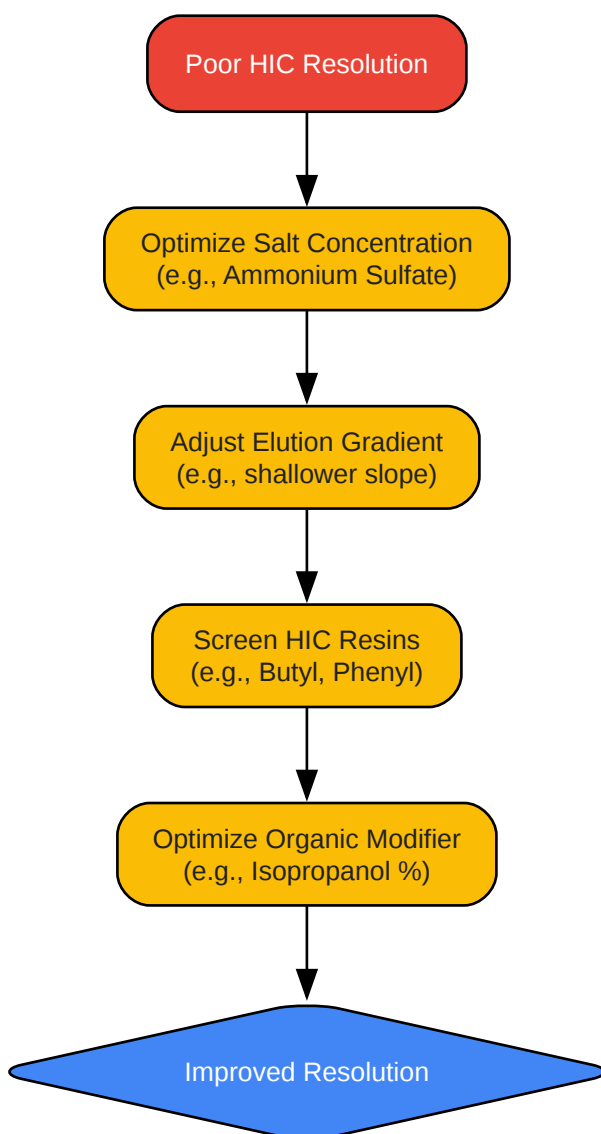 Poor HIC Resolution
Optimize Salt Concentration
(e.g., Ammonium Sulfate)
Adjust Elution Gradient
(e.g., shallower slope)
Screen HIC Resins
(e.g., Butyl, Phenyl)
Optimize Organic Modifier
(e.g., Isopropanol %)
Improved Resolution